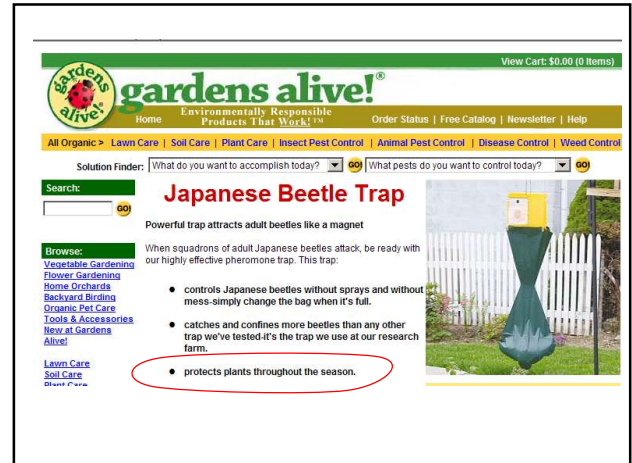 View Cart: $0.00 (0 Items)
gardens alive!
gardens alive!®
Environmentally Responsible
Products That Work! TM
Home
Order Status | Free Catalog | Newsletter | Help
All Organic > Lawn Care | Soil Care | Plant Care | Insect Pest Control | Animal Pest Control | Disease Control | Weed Control
Solution Finder: What do you want to accomplish today? GO! What pests do you want to control today? GO!
Search:
GO!
Japanese Beetle Trap
Powerful trap attracts adult beetles like a magnet
When squadrons of adult Japanese beetles attack, be ready with
our highly effective pheromone trap. This trap:
• controls Japanese beetles without sprays and without
mess-simply change the bag when it's full.
• catches and confines more beetles than any other
trap we've tested-it's the trap we use at our research
farm.
• protects plants throughout the season.
Browse:
Vegetable Gardening
Flower Gardening
Home Orchards
Backyard Birding
Organic Pet Care
Tools & Accessories
New at Gardens
Alive!
Lawn Care
Soil Care
Plant Care